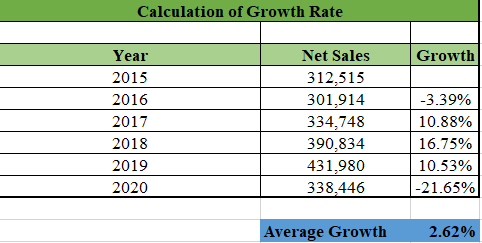 Calculation of Growth Rate
Year Net Sales Growth
2015 312,515
2016 301,914 -3.39%
2017 334,748 10.88%
2018 390,834 16.75%
2019 431,980 10.53%
2020 338,446 -21.65%
Average Growth 2.62%